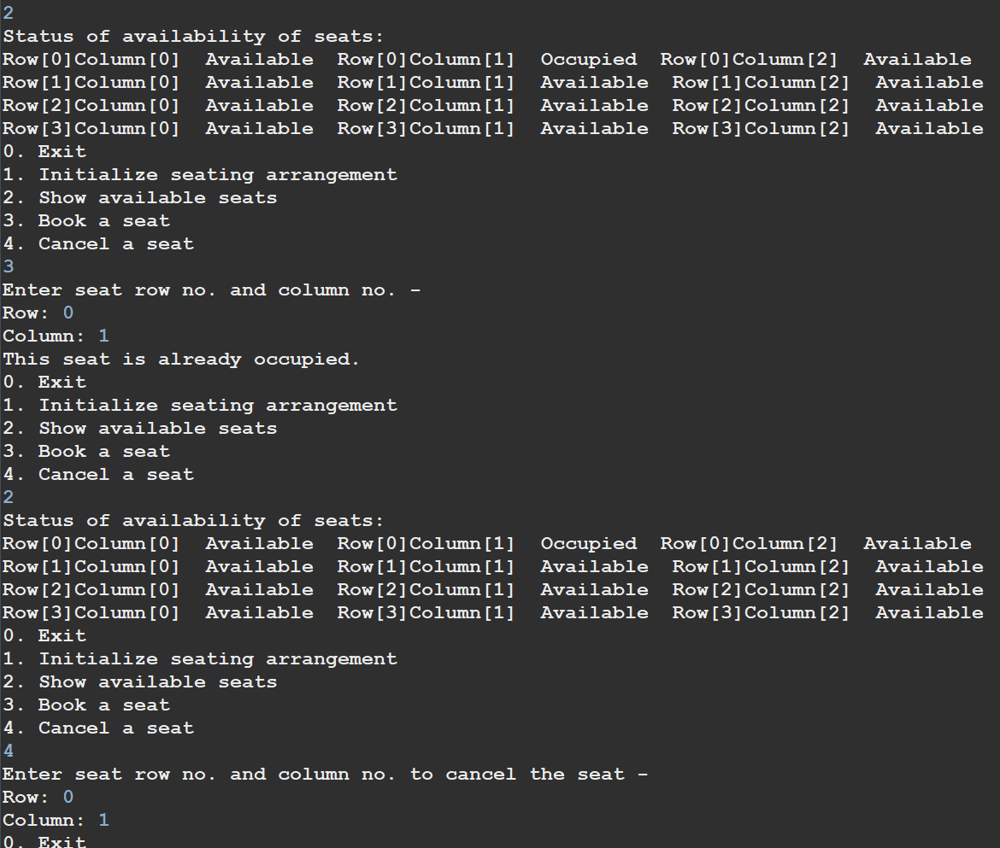 2
Status of availability of seats:
Row[0]Column[0]  Available  Row[0]Column[1]  Occupied  Row[0]Column[2]  Available
Row[1]Column[0]  Available  Row[1]Column[1]  Available  Row[1]Column[2]  Available
Row[2]Column[0]  Available  Row[2]Column[1]  Available  Row[2]Column[2]  Available
Row[3]Column[0]  Available  Row[3]Column[1]  Available  Row[3]Column[2]  Available
0. Exit
1. Initialize seating arrangement
2. Show available seats
3. Book a seat
4. Cancel a seat
3
Enter seat row no. and column no. -
Row: 0
Column: 1
This seat is already occupied.
0. Exit
1. Initialize seating arrangement
2. Show available seats
3. Book a seat
4. Cancel a seat
2
Status of availability of seats:
Row[0]Column[0]  Available  Row[0]Column[1]  Occupied  Row[0]Column[2]  Available
Row[1]Column[0]  Available  Row[1]Column[1]  Available  Row[1]Column[2]  Available
Row[2]Column[0]  Available  Row[2]Column[1]  Available  Row[2]Column[2]  Available
Row[3]Column[0]  Available  Row[3]Column[1]  Available  Row[3]Column[2]  Available
0. Exit
1. Initialize seating arrangement
2. Show available seats
3. Book a seat
4. Cancel a seat
4
Enter seat row no. and column no. to cancel the seat -
Row: 0
Column: 1
0. Exit